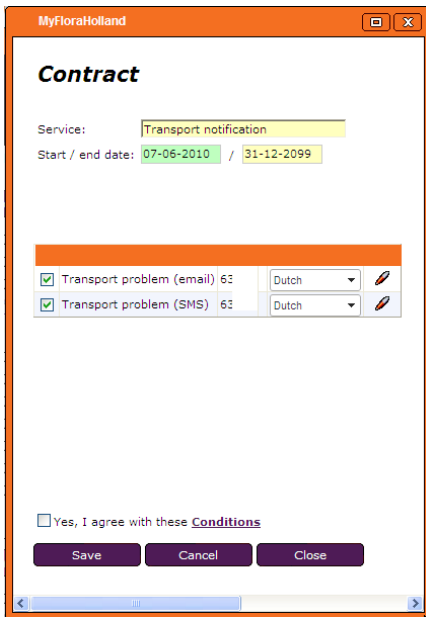 MyFloraHolland
Contract
Service: Transport notification
Start / end date: 07-06-2010 / 31-12-2099
Transport problem (email) 63 Dutch
Transport problem (SMS) 63 Dutch
Yes, I agree with these Conditions
Save Cancel Close